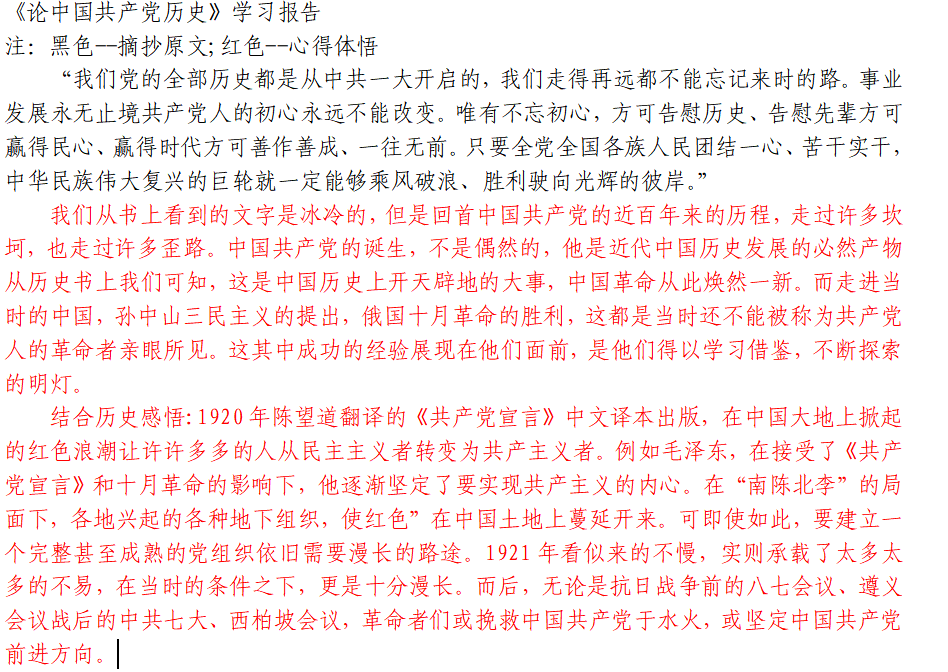 《论中国共产党历史》学习报告
注：黑色--摘抄原文;红色--心得体悟
“我们党的全部历史都是从中共一大开启的，我们走得再远都不能忘记来时的路。事业
发展永无止境共产党人的初心永远不能改变。唯有不忘初心，方可告慰历史、告慰先辈方可
赢得民心、赢得时代方可善作善成、一往无前。只要全党全国各族人民团结一心、苦干实干，
中华民族伟大复兴的巨轮就一定能够乘风破浪、胜利驶向光辉的彼岸。”
我们从书上看到的文字是冰冷的，但是回首中国共产党的近百年来的历程，走过许多坎
坷，也走过许多歪路。中国共产党的诞生，不是偶然的，他是近代中国历史发展的必然产物
从历史书上我们可知，这是中国历史上开天辟地的大事，中国革命从此焕然一新。而走进当
时的中国，孙中山三民主义的提出，俄国十月革命的胜利，这都是当时还不能被称为共产党
人的革命者亲眼所见。这其中成功的经验展现在他们面前，是他们得以学习借鉴，不断探索
的明灯。
结合历史感悟:1920年陈望道翻译的《共产党宣言》中文译本出版，在中国大地上掀起
的红色浪潮让许许多多的人从民主主义者转变为共产主义者。例如毛泽东，在接受了《共产
党宣言》和十月革命的影响下，他逐渐坚定了要实现共产主义的内心。在“南陈北李”的局
面下，各地兴起的各种地下组织，使红色”在中国土地上蔓延开来。可即使如此，要建立一
个完整甚至成熟的党组织依旧需要漫长的路途。1921年看似来的不慢，实则承载了太多太
多的不易，在当时的条件之下，更是十分漫长。而后，无论是抗日战争前的八七会议、遵义
会议战后的中共七大、西柏坡会议，革命者们或挽救中国共产党于水火，或坚定中国共产党
前进方向。